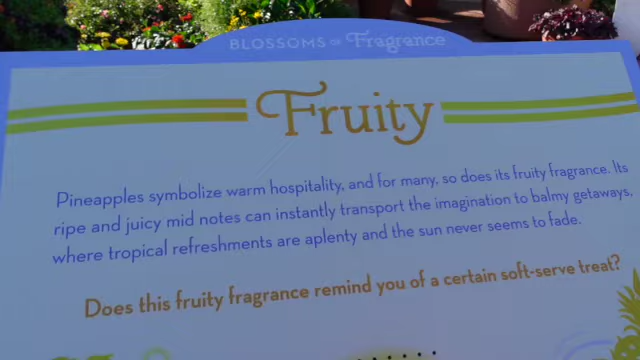 BLOSSOMS OF Fragrence
Fruity
Pineapples symbolize warm hospitality, and for many, so does its fruity fragrance. Its
ripe and juicy mid notes can instantly transport the imagination to balmy getaways,
where tropical refreshments are aplenty and the sun never seems to fade.
Does this fruity fragrance remind you of a certain soft-serve treat?